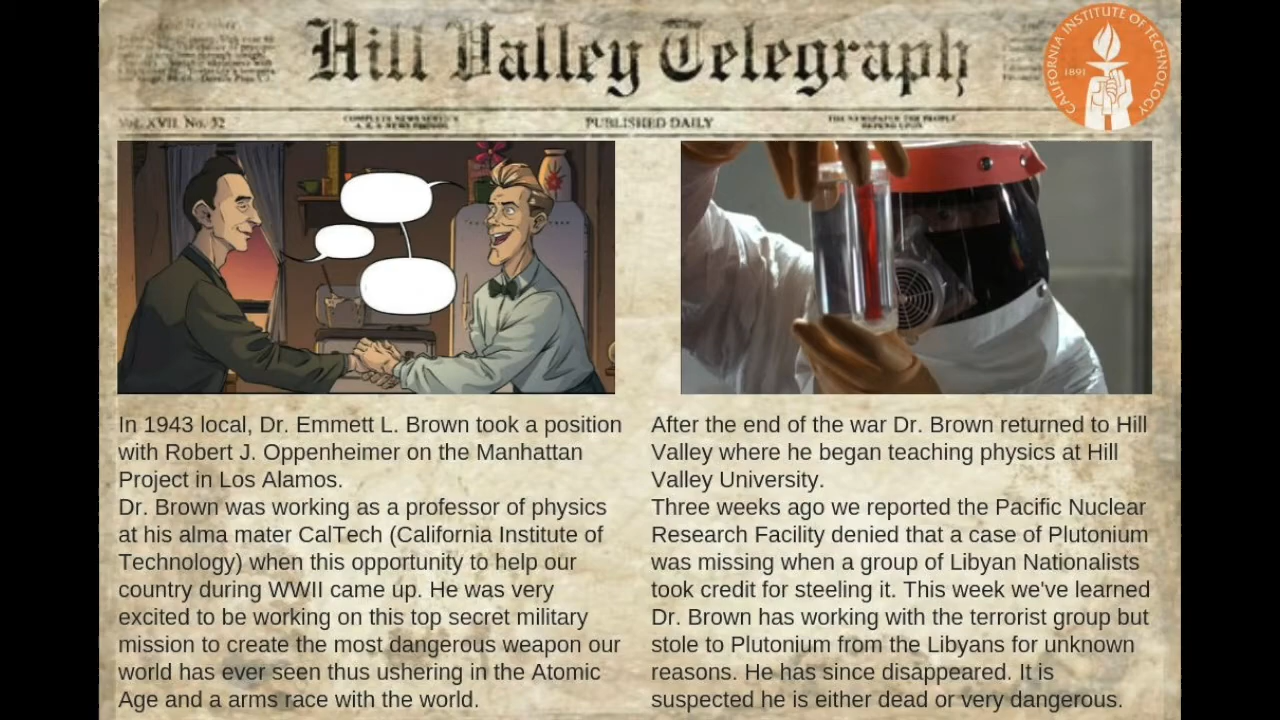 Hill Valley Telegraph
CALIFORNIA INSTITUTE OF TECHNOLOGY
1891
Vol. XVII. No. 52
COMPLETE NEWS SERVICE
PUBLISHED DAILY
THE NEWSPAPER THE PEOPLE
DEPEND UPON
In 1943 local, Dr. Emmett L. Brown took a position
with Robert J. Oppenheimer on the Manhattan
Project in Los Alamos.
Dr. Brown was working as a professor of physics
at his alma mater CalTech (California Institute of
Technology) when this opportunity to help our
country during WWII came up. He was very
excited to be working on this top secret military
mission to create the most dangerous weapon our
world has ever seen thus ushering in the Atomic
Age and a arms race with the world.
After the end of the war Dr. Brown returned to Hill
Valley where he began teaching physics at Hill
Valley University.
Three weeks ago we reported the Pacific Nuclear
Research Facility denied that a case of Plutonium
was missing when a group of Libyan Nationalists
took credit for steeling it. This week we've learned
Dr. Brown has working with the terrorist group but
stole to Plutonium from the Libyans for unknown
reasons. He has since disappeared. It is
suspected he is either dead or very dangerous.